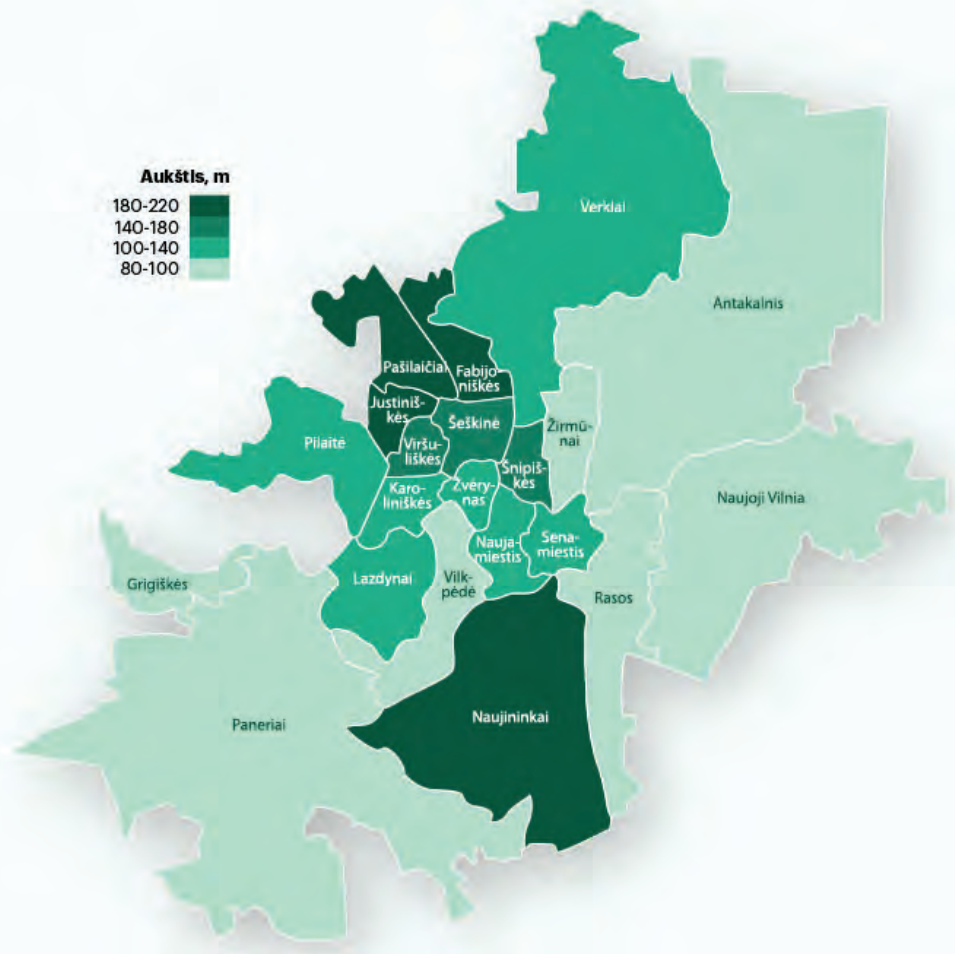 Aukštis, m
180-220
140-180
100-140
80-100
Verkiai
Antakalnis
Pašilaičiai
Fabijo-
niškės
Justiniš-
kės
Šeškinė
Žirmū-
nai
Pilaitė
Viršu-
liškės
Šnipiš-
kės
Karo-
liniškės
Žvėry-
nas
Naujoji Vilnia
Nauja-
miestis
Sena-
miestis
Grigiškės
Lazdynai
Vilk-
pėdė
Rasos
Paneriai
Naujininkai